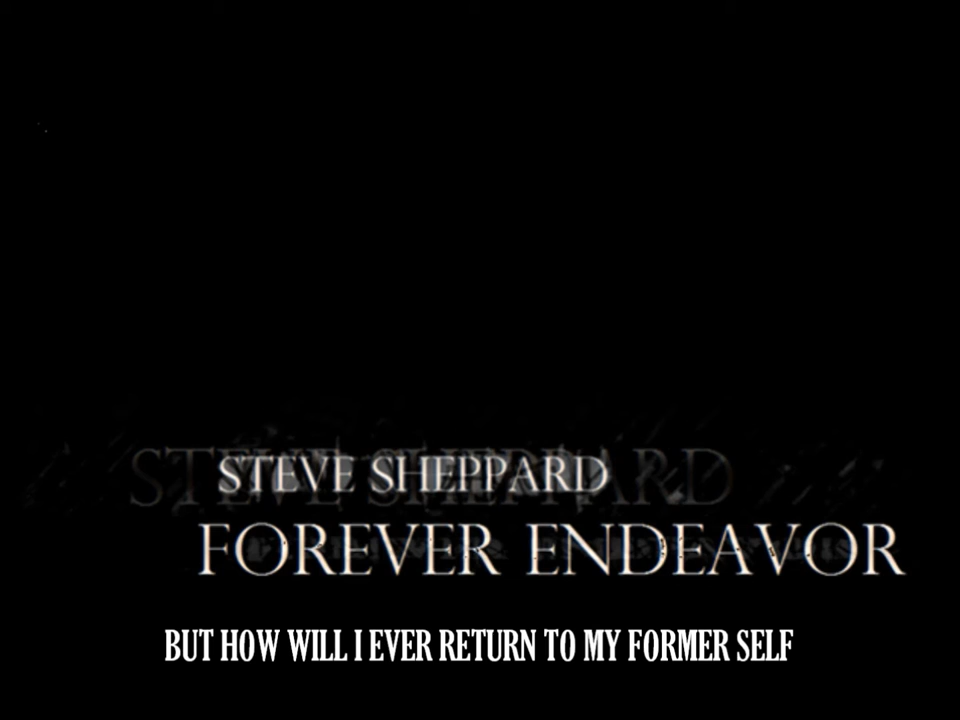 STEVE SHEPPARD
FOREVER ENDEAVOR
BUT HOW WILL I EVER RETURN TO MY FORMER SELF